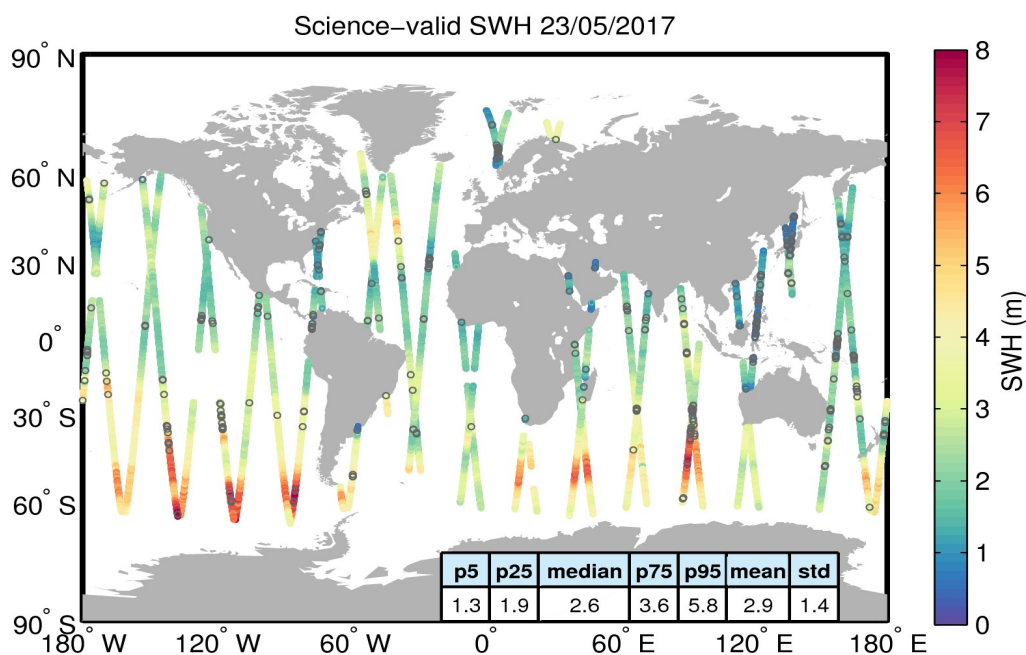 Science−valid SWH 23/05/2017
90° N
60° N
30° N
0°
30° S
60° S
90° S
180° W
120° W
60° W
0°
60° E
120° E
180° E
p5 p25 median p75 p95 mean std
1.3 1.9 2.6 3.6 5.8 2.9 1.4
8
7
6
5
4
3
2
1
0
SWH (m)